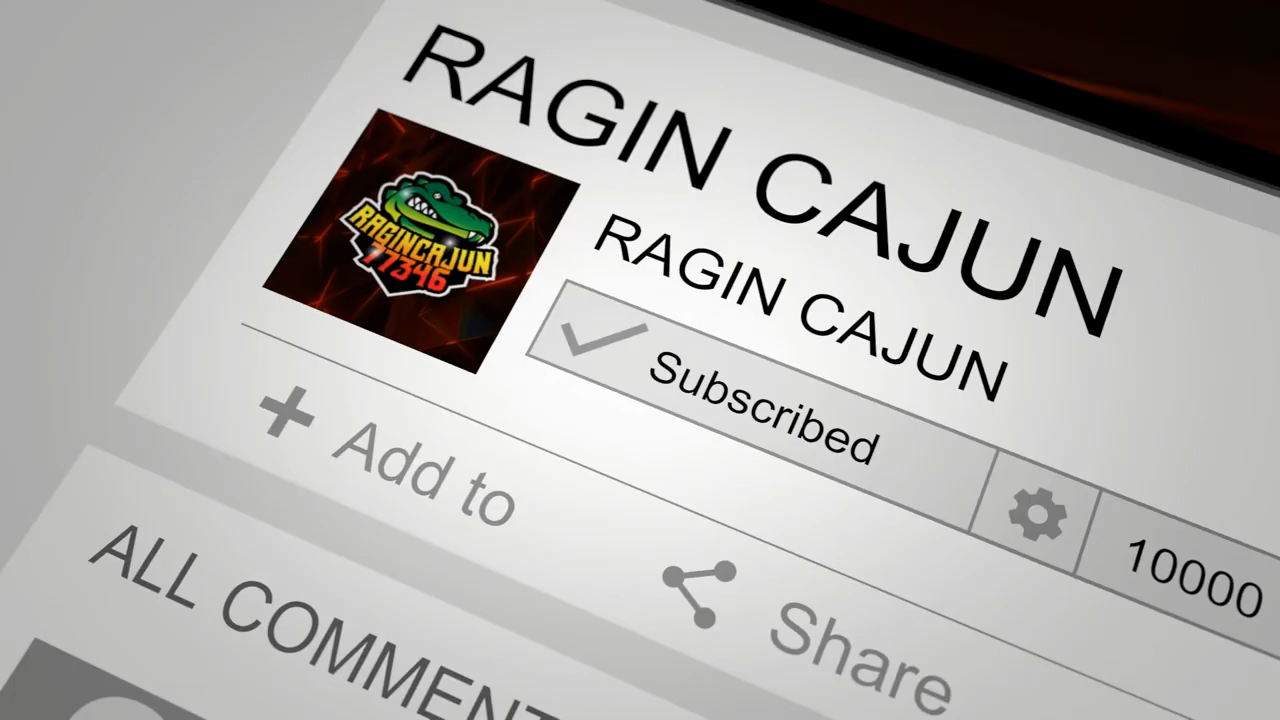 RAGIN CAJUN
RAGINCAJUN
77346
RAGIN CAJUN
Subscribed
10000
Add to
Share
ALL COMMENT